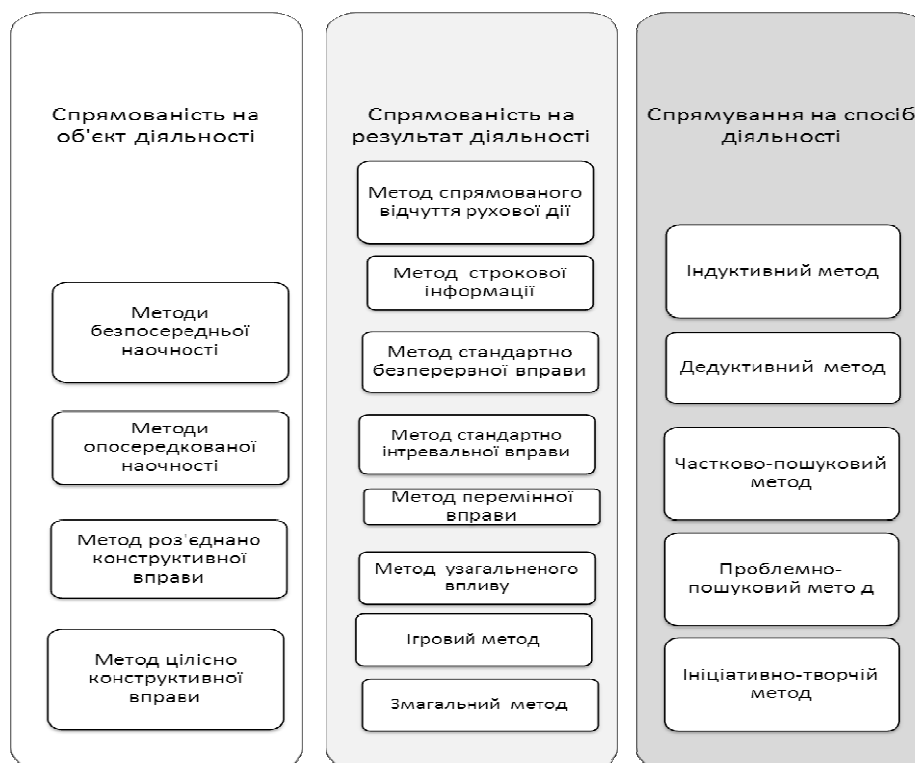 Спрямованість на
об'єкт діяльності
Методи
безпосередньої
наочності
Методи
опосередкованої
наочності
Метод роз'єднано
конструктивної
вправи
Метод цілісно
конструктивної
вправи
Спрямованість на
результат діяльності
Метод спрямованого
відчуття рухової дії
Метод строкової
інформації
Метод стандартно
безперервної вправи
Метод стандартно
інтревальної вправи
Метод перемінної
вправи
Метод узагальненого
впливу
Ігровий метод
Змагальний метод
Спрямування на спосіб
діяльності
Індуктивний метод
Дедуктивний метод
Частково-пошуковий
метод
Проблемно-
пошуковий мето д
Ініціативно-творчій
метод